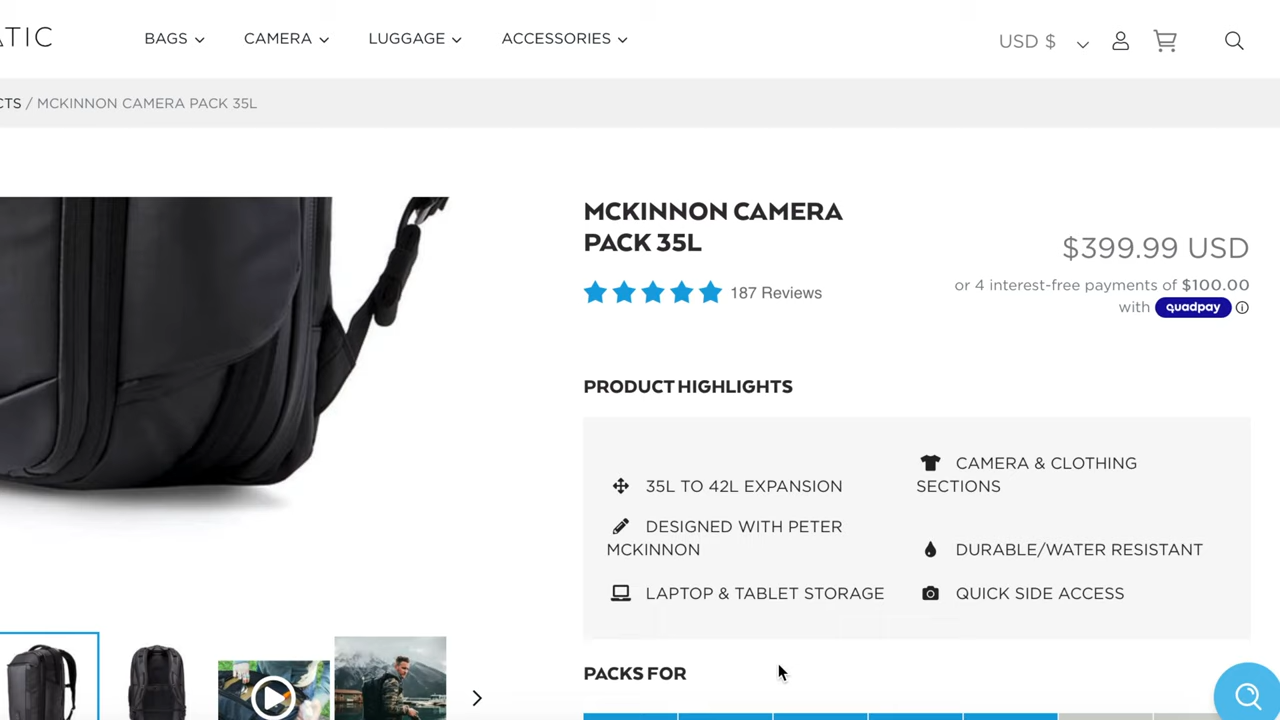 ATIC
BAGS
CAMERA
LUGGAGE
ACCESSORIES
USD $
CTS / MCKINNON CAMERA PACK 35L
MCKINNON CAMERA
PACK 35L
187 Reviews
$399.99 USD
or 4 interest-free payments of $100.00
with quadpay
PRODUCT HIGHLIGHTS
35L TO 42L EXPANSION
DESIGNED WITH PETER
MCKINNON
LAPTOP & TABLET STORAGE
CAMERA & CLOTHING
SECTIONS
DURABLE/WATER RESISTANT
QUICK SIDE ACCESS
PACKS FOR